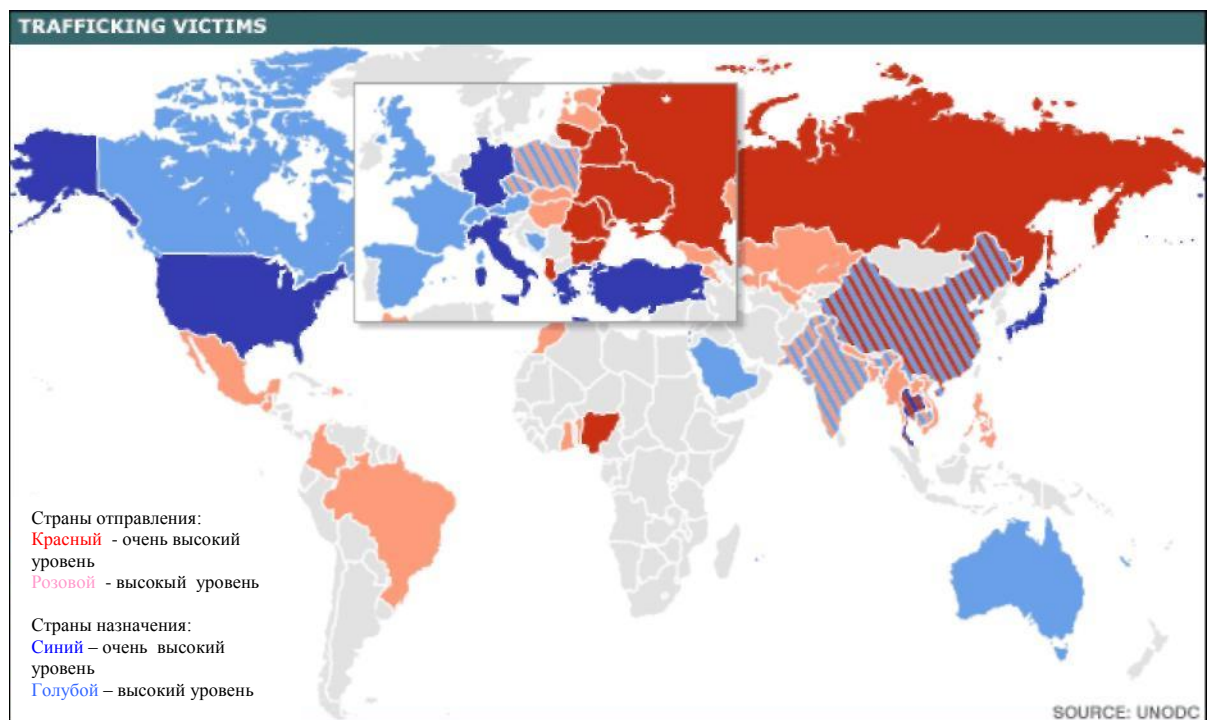 TRAFFICKING VICTIMS
Страны отправления:
Красный - очень высокий
уровень
Розовой - высокый уровень
Страны назначения:
Синий – очень высокий
уровень
Голубой – высокий уровень
SOURCE: UNODC